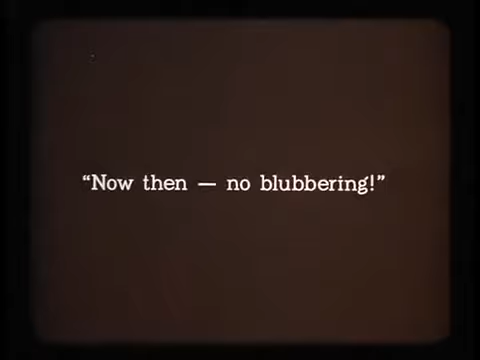 “Now then — no blubbering!”